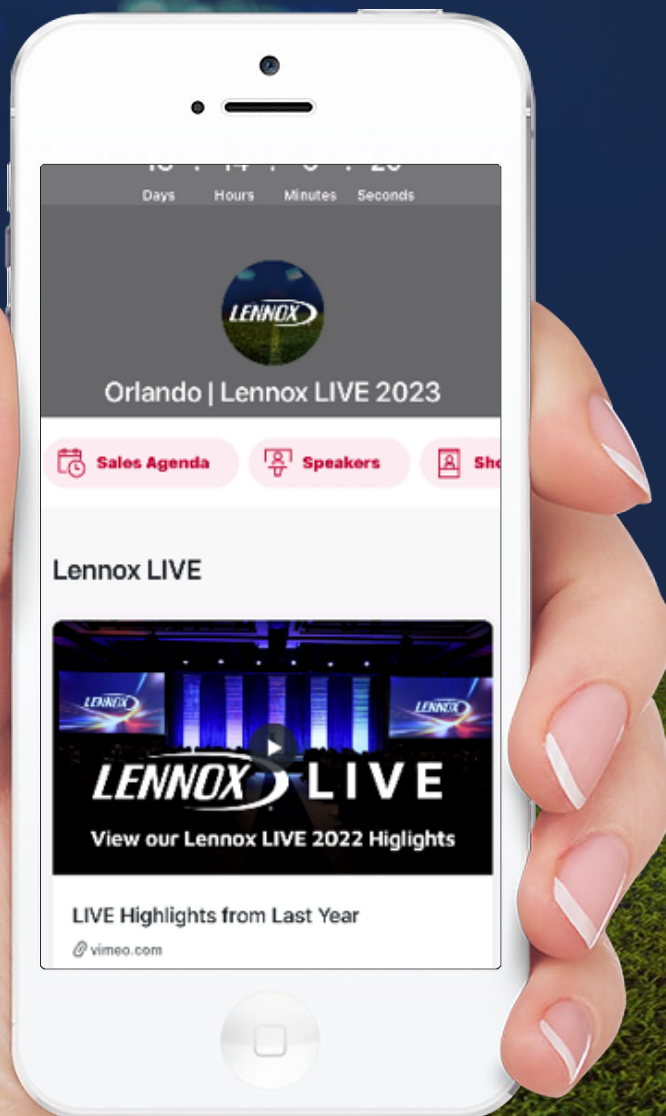 Days Hours Minutes Seconds
LENNOX
Orlando | Lennox LIVE 2023
Sales Agenda Speakers Sho
Lennox LIVE
LENNOX LENNOX
LENNOX LIVE
View our Lennox LIVE 2022 Higlights
LIVE Highlights from Last Year
vimeo.com